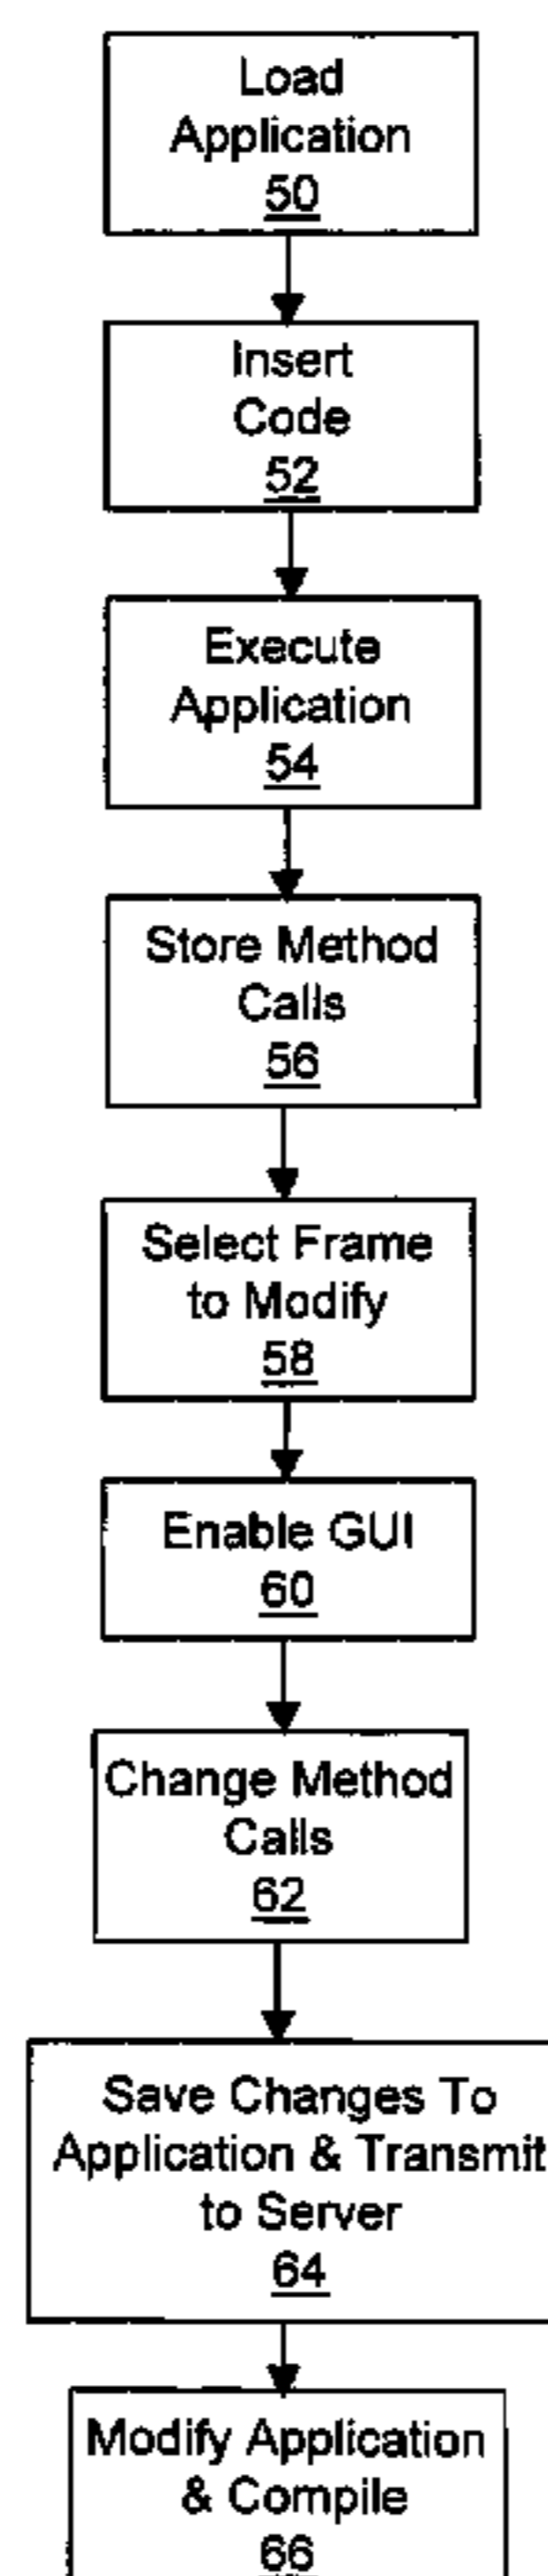 Load
Application
50
Insert
Code
52
Execute
Application
54
Store Method
Calls
56
Select Frame
to Modify
58
Enable GUI
60
Change Method
Calls
62
Save Changes To
Application & Transmit
to Server
64
Modify Application
& Compile
66